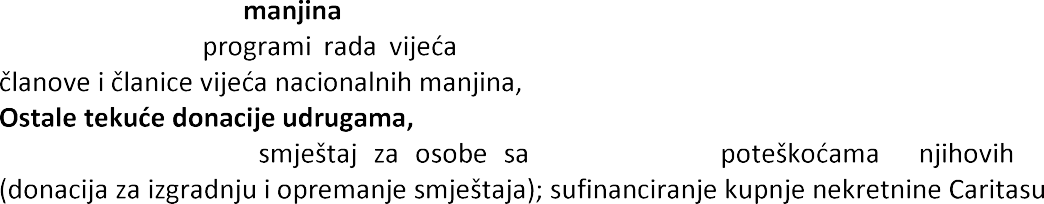 manjina
programi rada vijeća
članove i članice vijeća nacionalnih manjina,
Ostale tekuće donacije udrugama,
smještaj za osobe sa poteškoćama njihovih
(donacija za izgradnju i opremanje smještaja); sufinanciranje kupnje nekretnine Caritasu